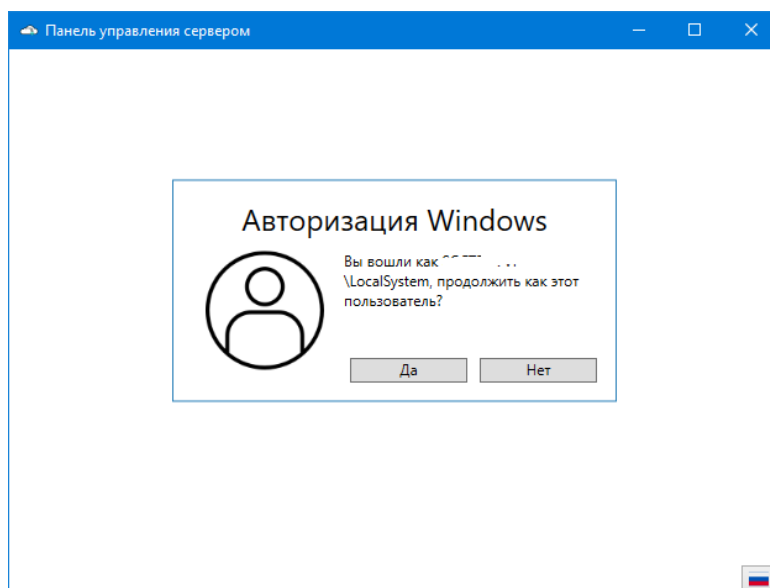 Панель управления сервером
Авторизация Windows
Вы вошли как
\LocalSystem, продолжить как этот
пользователь?
Да
Нет